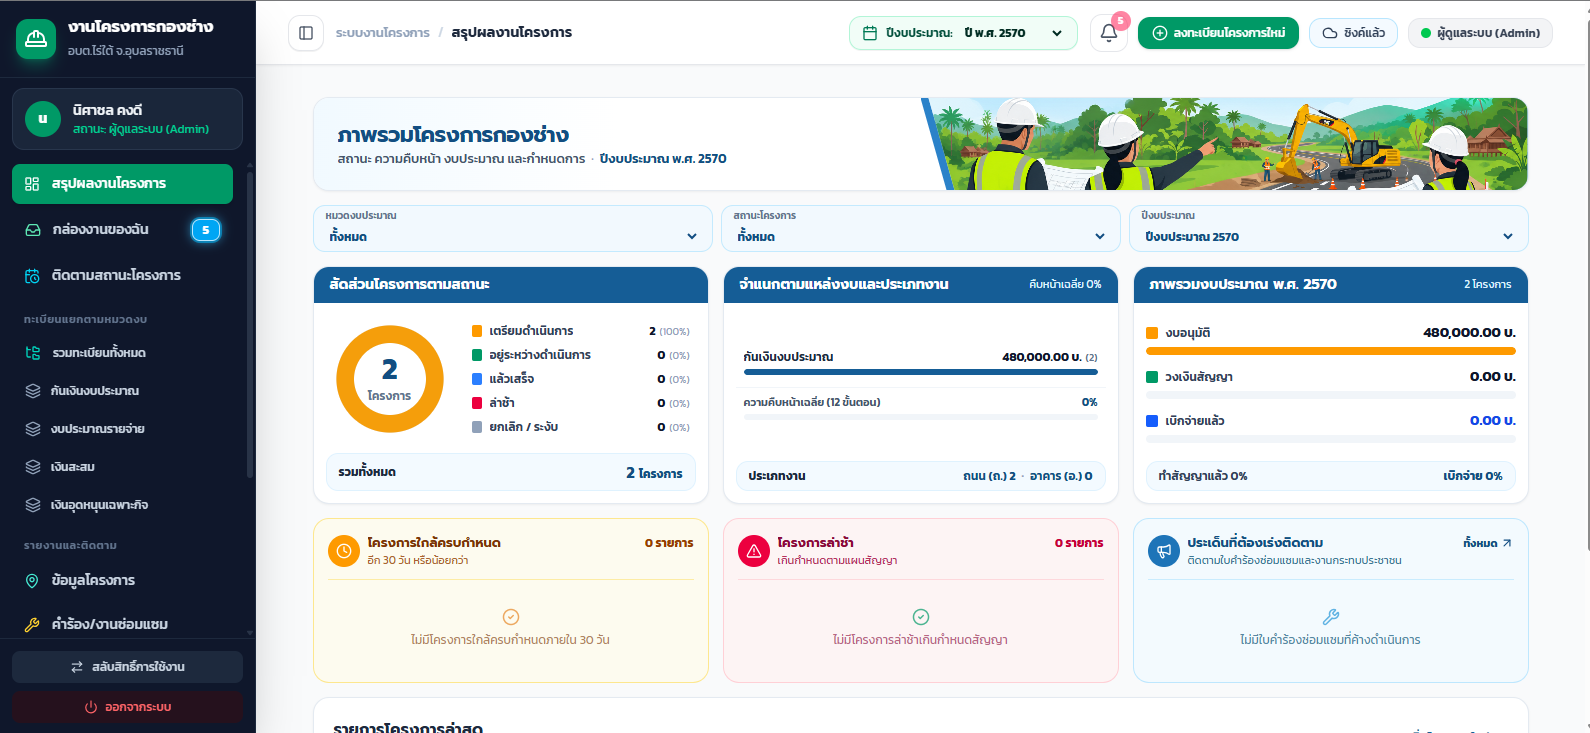 งานโครงการกองช่าง
อบต.ไร่ใต้ จ.อุบลราชธานี
น
นิศาชล คงดี
สถานะ: ผู้ดูแลระบบ (Admin)
สรุปผลงานโครงการ
กล่องงานของฉัน 5
ติดตามสถานะโครงการ
ทะเบียนแยกตามหมวดงบ
รวมทะเบียนทั้งหมด
กันเงินงบประมาณ
งบประมาณรายจ่าย
เงินสะสม
เงินอุดหนุนเฉพาะกิจ
รายงานและติดตาม
ข้อมูลโครงการ
คำร้อง/งานซ่อมแซม
สลับสิทธิ์การใช้งาน
ออกจากระบบ
ระบบงานโครงการ / สรุปผลงานโครงการ
ปีงบประมาณ: ปี พ.ศ. 2570
5
ลงทะเบียนโครงการใหม่
ซิงค์แล้ว
ผู้ดูแลระบบ (Admin)
ภาพรวมโครงการกองช่าง
สถานะ ความคืบหน้า งบประมาณ และกำหนดการ · ปีงบประมาณ พ.ศ. 2570
หมวดงบประมาณ
ทั้งหมด
สถานะโครงการ
ทั้งหมด
ปีงบประมาณ
ปีงบประมาณ 2570
สัดส่วนโครงการตามสถานะ
2
โครงการ
เตรียมดำเนินการ 2 (100%)
อยู่ระหว่างดำเนินการ 0 (0%)
แล้วเสร็จ 0 (0%)
ล่าช้า 0 (0%)
ยกเลิก / ระงับ 0 (0%)
รวมทั้งหมด 2 โครงการ
จำแนกตามแหล่งงบและประเภทงาน คืบหน้าเฉลี่ย 0%
กันเงินงบประมาณ 480,000.00 บ. (2)
ความคืบหน้าเฉลี่ย (12 ขั้นตอน) 0%
ประเภทงาน ถนน (ถ.) 2 · อาคาร (อ.) 0
ภาพรวมงบประมาณ พ.ศ. 2570 2 โครงการ
งบอนุมัติ 480,000.00 บ.
วงเงินสัญญา 0.00 บ.
เบิกจ่ายแล้ว 0.00 บ.
ทำสัญญาแล้ว 0% เบิกจ่าย 0%
โครงการใกล้ครบกำหนด 0 รายการ
อีก 30 วัน หรือน้อยกว่า
ไม่มีโครงการใกล้ครบกำหนดภายใน 30 วัน
โครงการล่าช้า 0 รายการ
เกินกำหนดตามแผนสัญญา
ไม่มีโครงการล่าช้าเกินกำหนดสัญญา
ประเด็นที่ต้องเร่งติดตาม ทั้งหมด
ติดตามใบคำร้องซ่อมแซมและงานกระทบประชาชน
ไม่มีใบคำร้องซ่อมแซมที่ค้างดำเนินการ
รายการโครงการล่าสุด